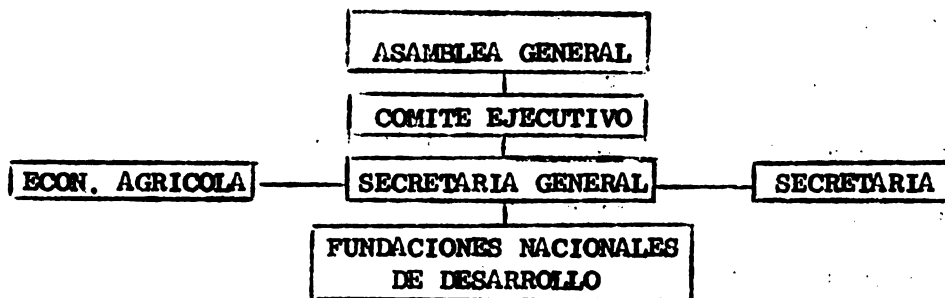 ASAMBLEA GENERAL
COMITE EJECUTIVO
ECON. AGRICOLA
SECRETARIA GENERAL
SECRETARIA
FUNDACIONES NACIONALES
DE DESARROLLO